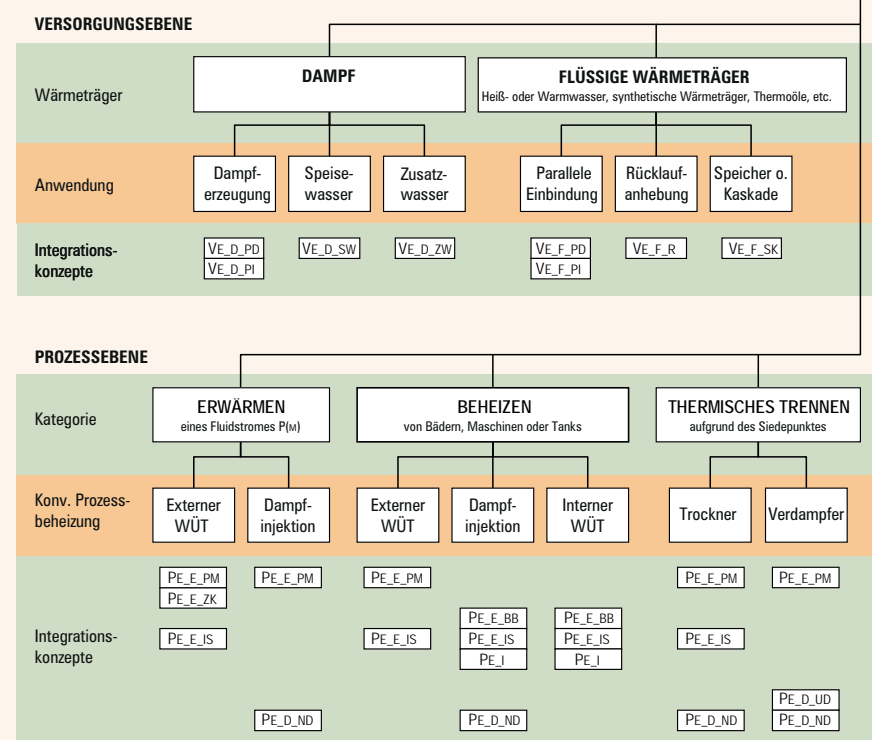 VERSORGUNGSEBENE
Wärmeträger
DAMPF
FLÜSSIGE WÄRMETRÄGER
Heiß- oder Warmwasser, synthetische Wärmeträger, Thermoöle, etc.
Anwendung
Dampf-
erzeugung
Speise-
wasser
Zusatz-
wasser
Parallele
Einbindung
Rücklauf-
anhebung
Speicher o.
Kaskade
Integrations-
konzepte
VE_D_PD
VE_D_PI
VE_D_SW
VE_D_ZW
VE_F_PD
VE_F_PI
VE_F_R
VE_F_SK
PROZESSEBENE
Kategorie
ERWÄRMEN
eines Fluidstromes P(M)
BEHEIZEN
von Bädern, Maschinen oder Tanks
THERMISCHES TRENNEN
aufgrund des Siedepunktes
Konv. Prozess-
beheizung
Externer
WÜT
Dampf-
injektion
Externer
WÜT
Dampf-
injektion
Interner
WÜT
Trockner
Verdampfer
Integrations-
konzepte
PE_E_PM
PE_E_ZK
PE_E_PM
PE_E_PM
PE_E_PM
PE_E_PM
PE_E_IS
PE_E_IS
PE_E_BB
PE_E_IS
PE_I
PE_E_BB
PE_E_IS
PE_I
PE_E_IS
PE_D_ND
PE_D_ND
PE_D_ND
PE_D_UD
PE_D_ND